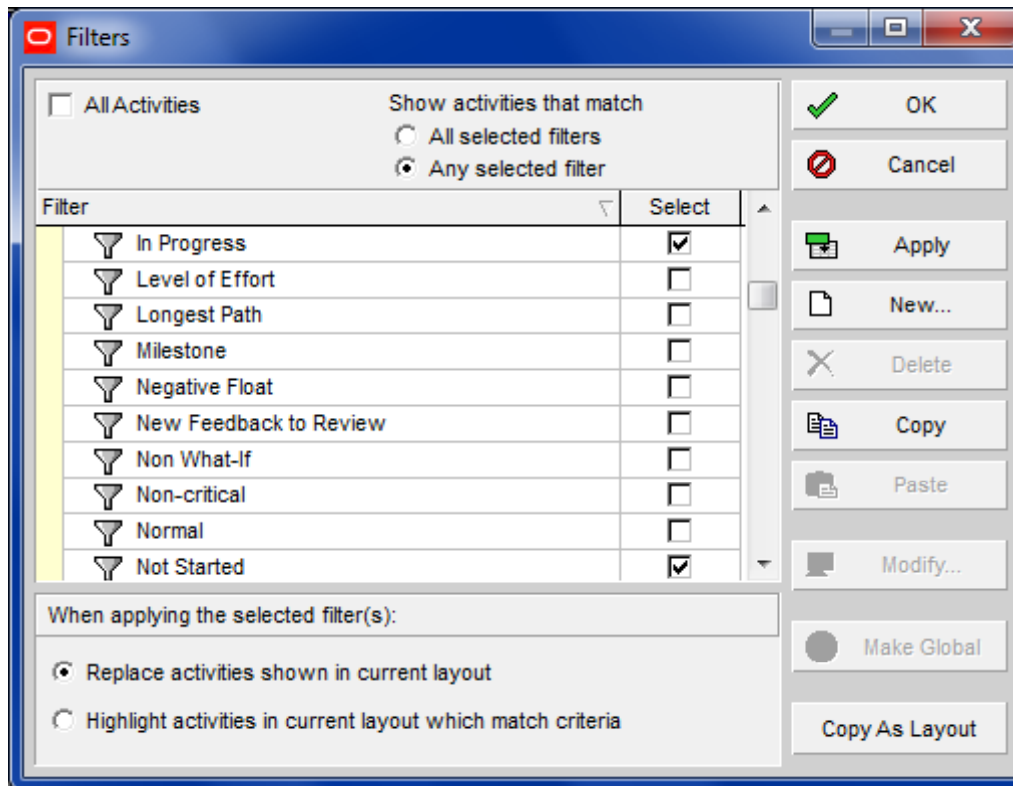 Filters
All Activities
Show activities that match
All selected filters
Any selected filter
Filter Select
In Progress
Level of Effort
Longest Path
Milestone
Negative Float
New Feedback to Review
Non What-If
Non-critical
Normal
Not Started
When applying the selected filter(s):
Replace activities shown in current layout
Highlight activities in current layout which match criteria
OK
Cancel
Apply
New...
Delete
Copy
Paste
Modify...
Make Global
Copy As Layout